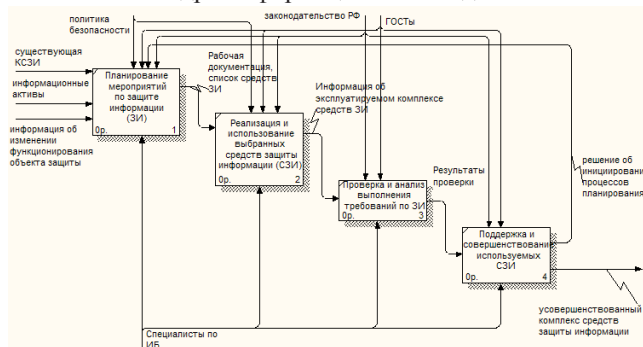 политика
безопасности
законодательство РФ
ГОСТы
существующая
КСЗИ
информационные
активы
информация об
изменении
функционирования
объекта защиты
Планирование
мероприятий
по защите
информации
(ЗИ)
0р.
1
Рабочая
документация,
список средств
ЗИ
Реализация и
использование
выбранных
средств защиты
информации (СЗИ)
0р.
2
Информация об
эксплуатируемом комплексе
средств ЗИ
Проверка и анализ
выполнения
требований по ЗИ
0р.
3
Результаты
проверки
Поддержка и
совершенствование
используемых
СЗИ
0р.
4
решение об
инициировани
процессов
планирования
усовершенствованный
комплекс средств
защиты информации
Специалисты по
ИБ